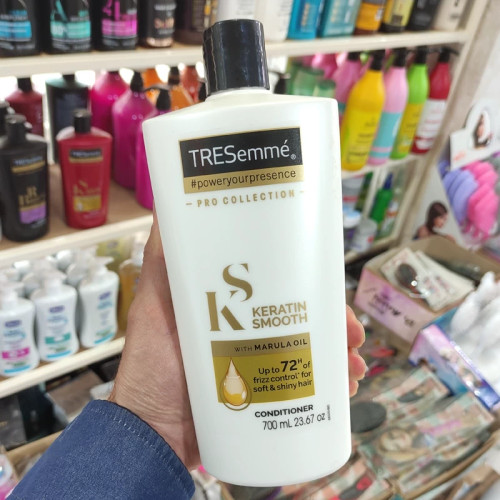 TRESemmé®
#poweryourpresence
PRO COLLECTION
KS
KERATIN
SMOOTH
WITH MARULA OIL
Up to 72H of
frizz control* for
soft & shiny hair
CONDITIONER
700 mL 23.67 oz